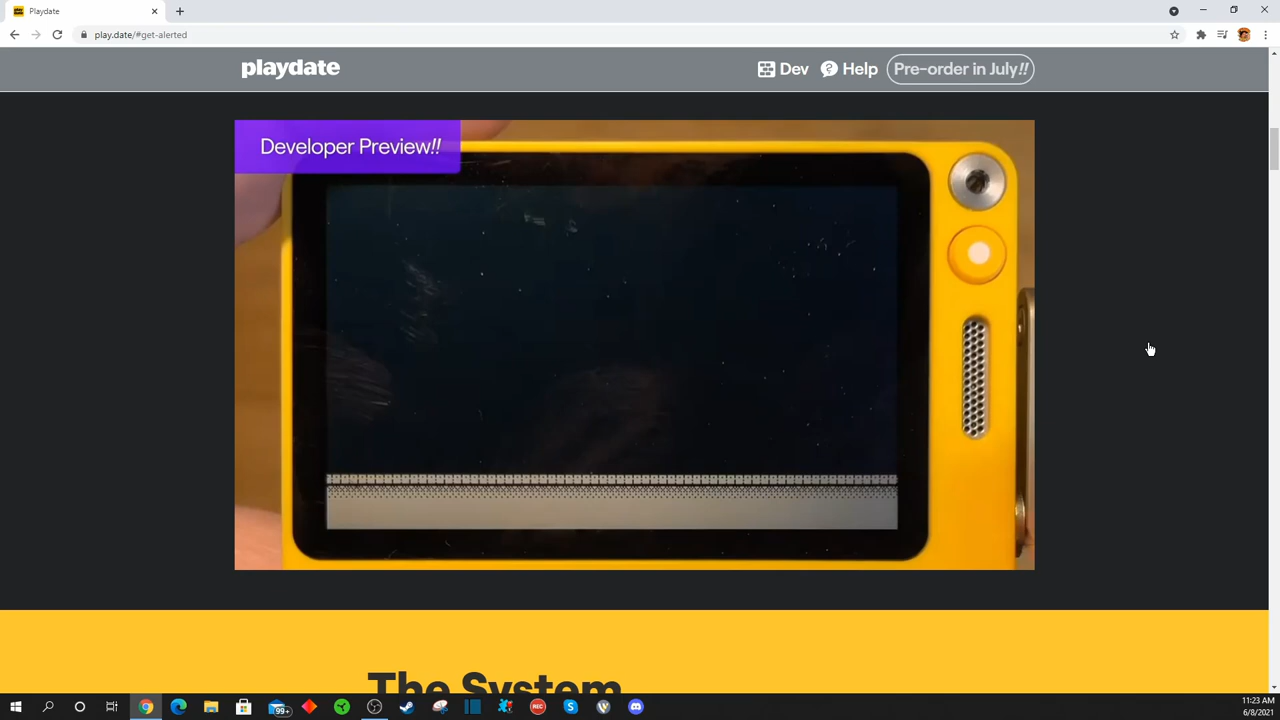 Playdate
play.date/#get-alerted
playdate
Dev
Help
Pre-order in July!!
Developer Preview!!
The System
99+
REC
11:23 AM
6/8/2021